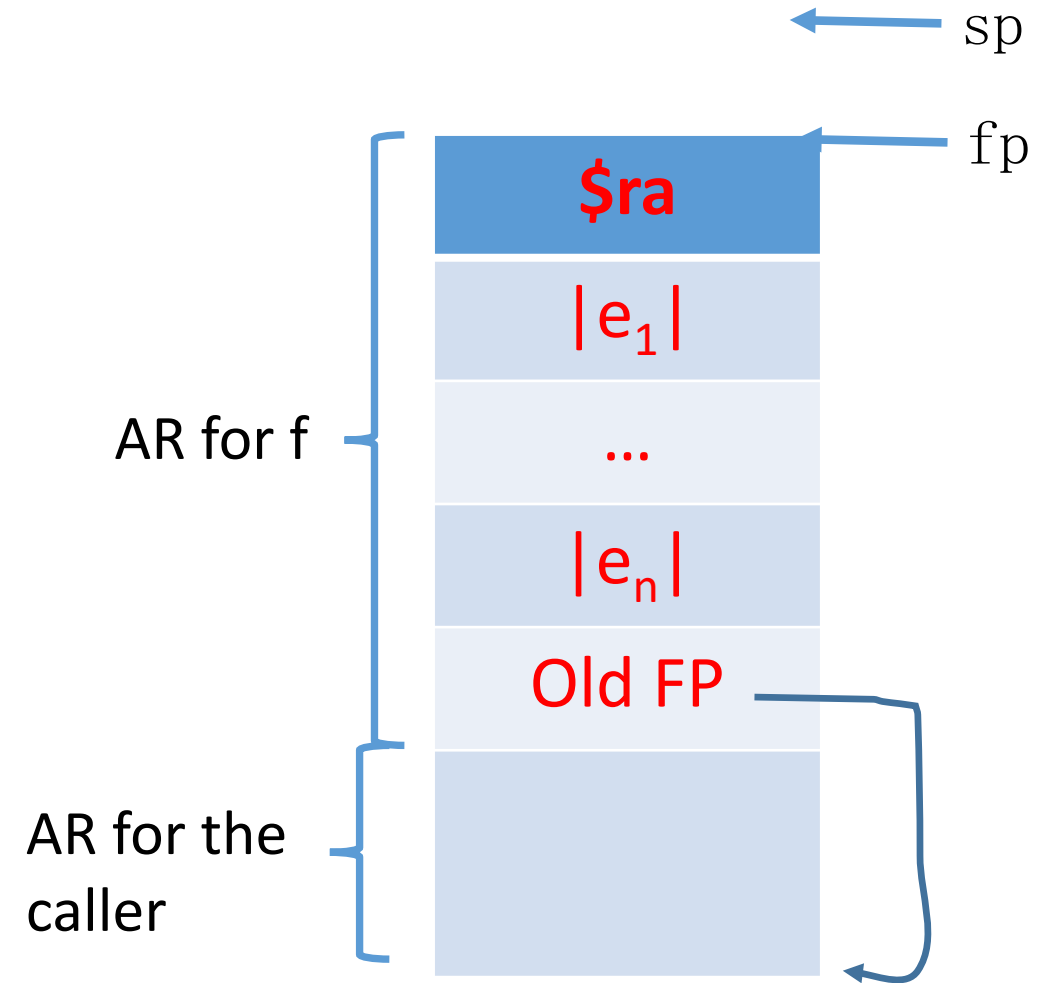 sp
fp
$ra
|e₁|
AR for f
...
|eₙ|
Old FP
AR for the
caller